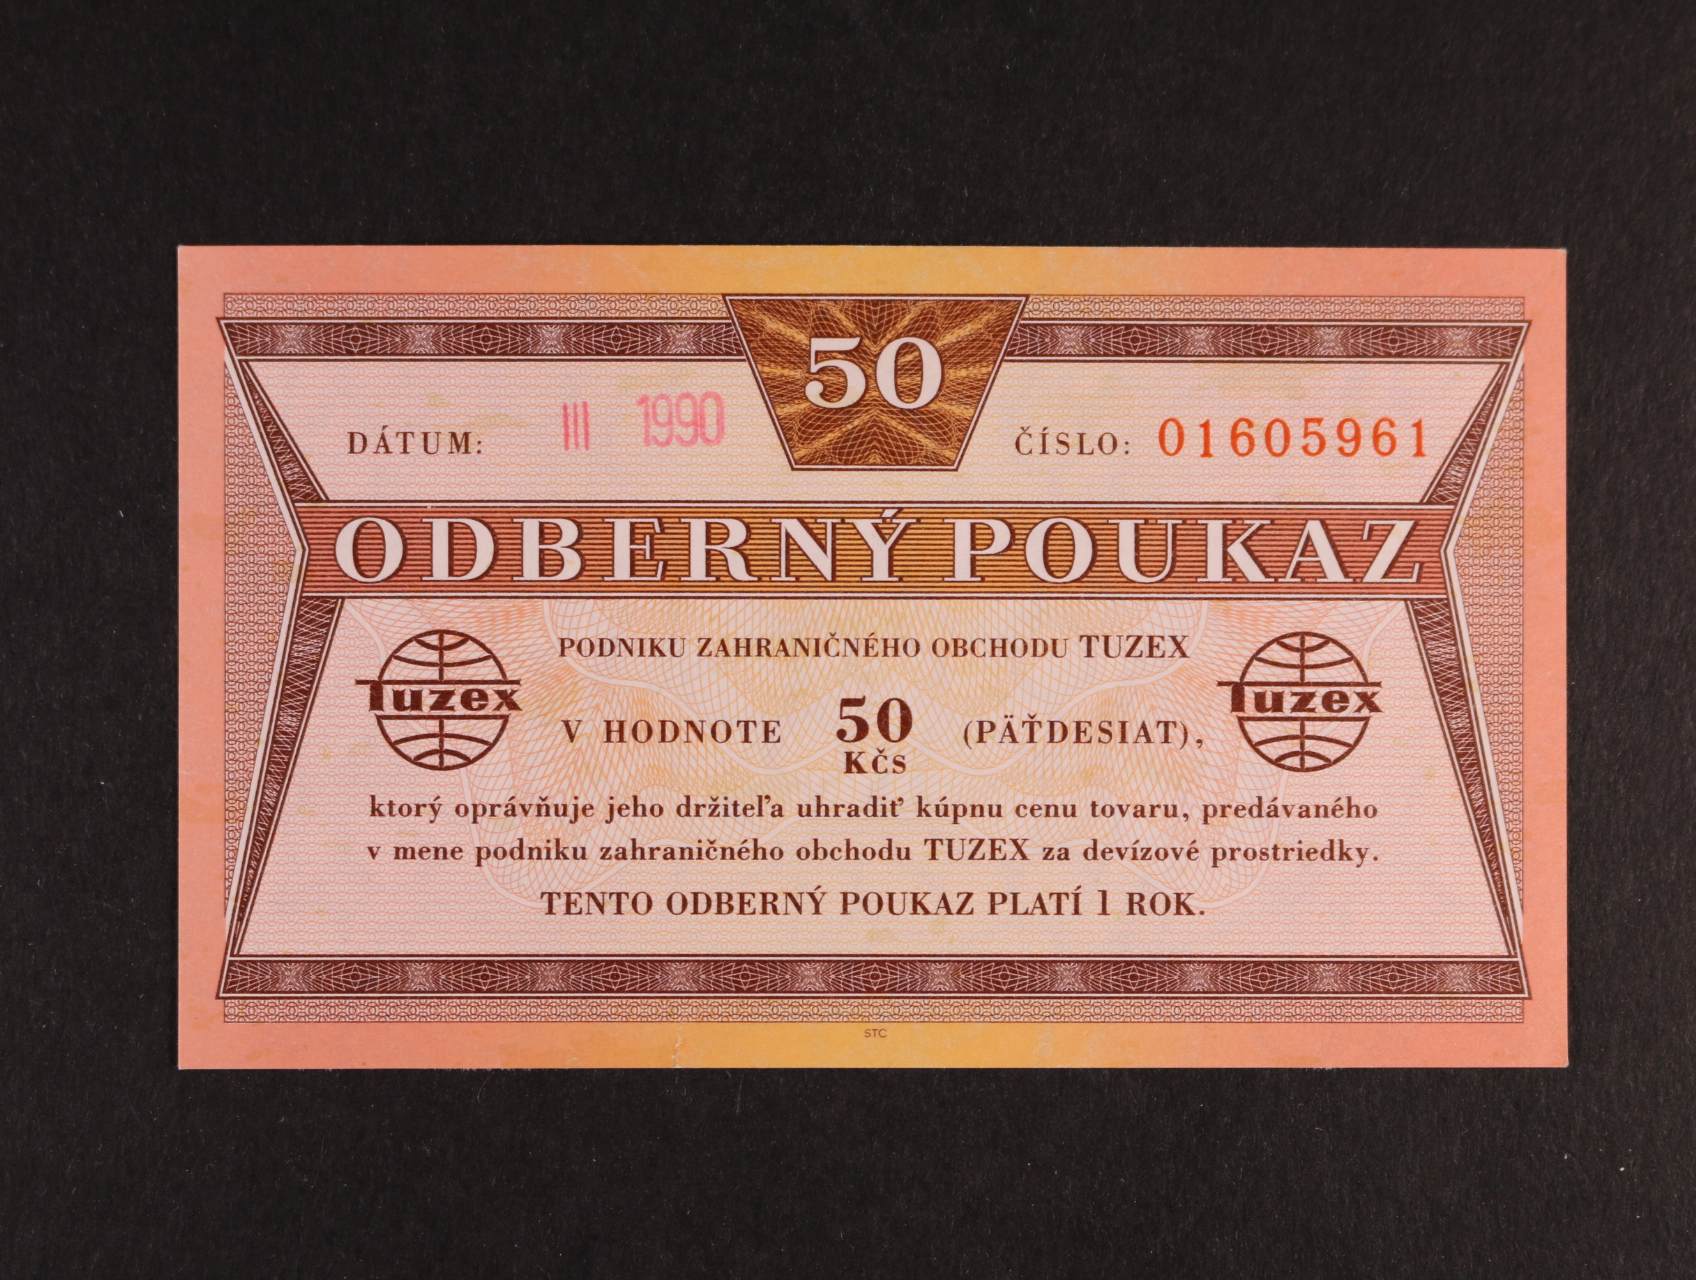 50
DÁTUM: III 1990 ČÍSLO: 01605961
ODBERNÝ POUKAZ
PODNIKU ZAHRANIČNÉHO OBCHODU TUZEX
Tuzex
V HODNOTE 50 KČS (PÄŤDESIAT),
Tuzex
ktorý oprávňuje jeho držiteľa uhradiť kúpnu cenu tovaru, predávaného
v mene podniku zahraničného obchodu TUZEX za devízové prostriedky.
TENTO ODBERNÝ POUKAZ PLATÍ 1 ROK.
STC